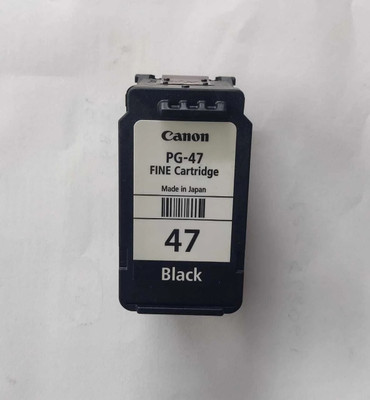 Canon
PG-47
FINE Cartridge
Made in Japan
47
Black